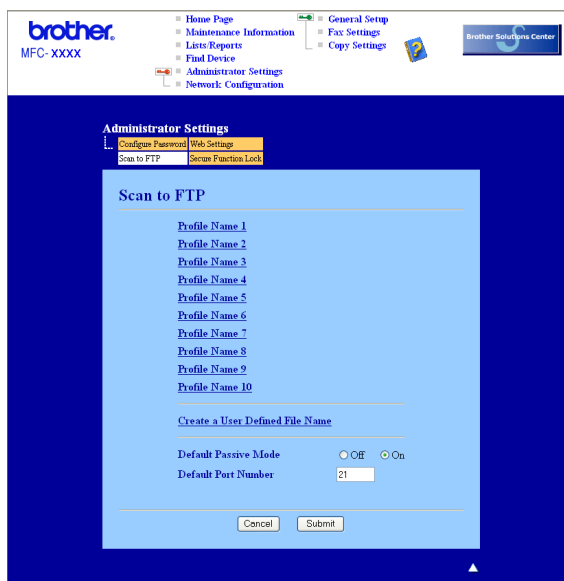 brother®
MFC- XXXX
Home Page
Maintenance Information
Lists/Reports
Find Device
Administrator Settings
Network Configuration
General Setup
Fax Settings
Copy Settings
Brother Solutions Center
Administrator Settings
Configure Password Web Settings
Scan to FTP Secure Function Lock
Scan to FTP
Profile Name 1
Profile Name 2
Profile Name 3
Profile Name 4
Profile Name 5
Profile Name 6
Profile Name 7
Profile Name 8
Profile Name 9
Profile Name 10
Create a User Defined File Name
Default Passive Mode Off On
Default Port Number 21
Cancel Submit